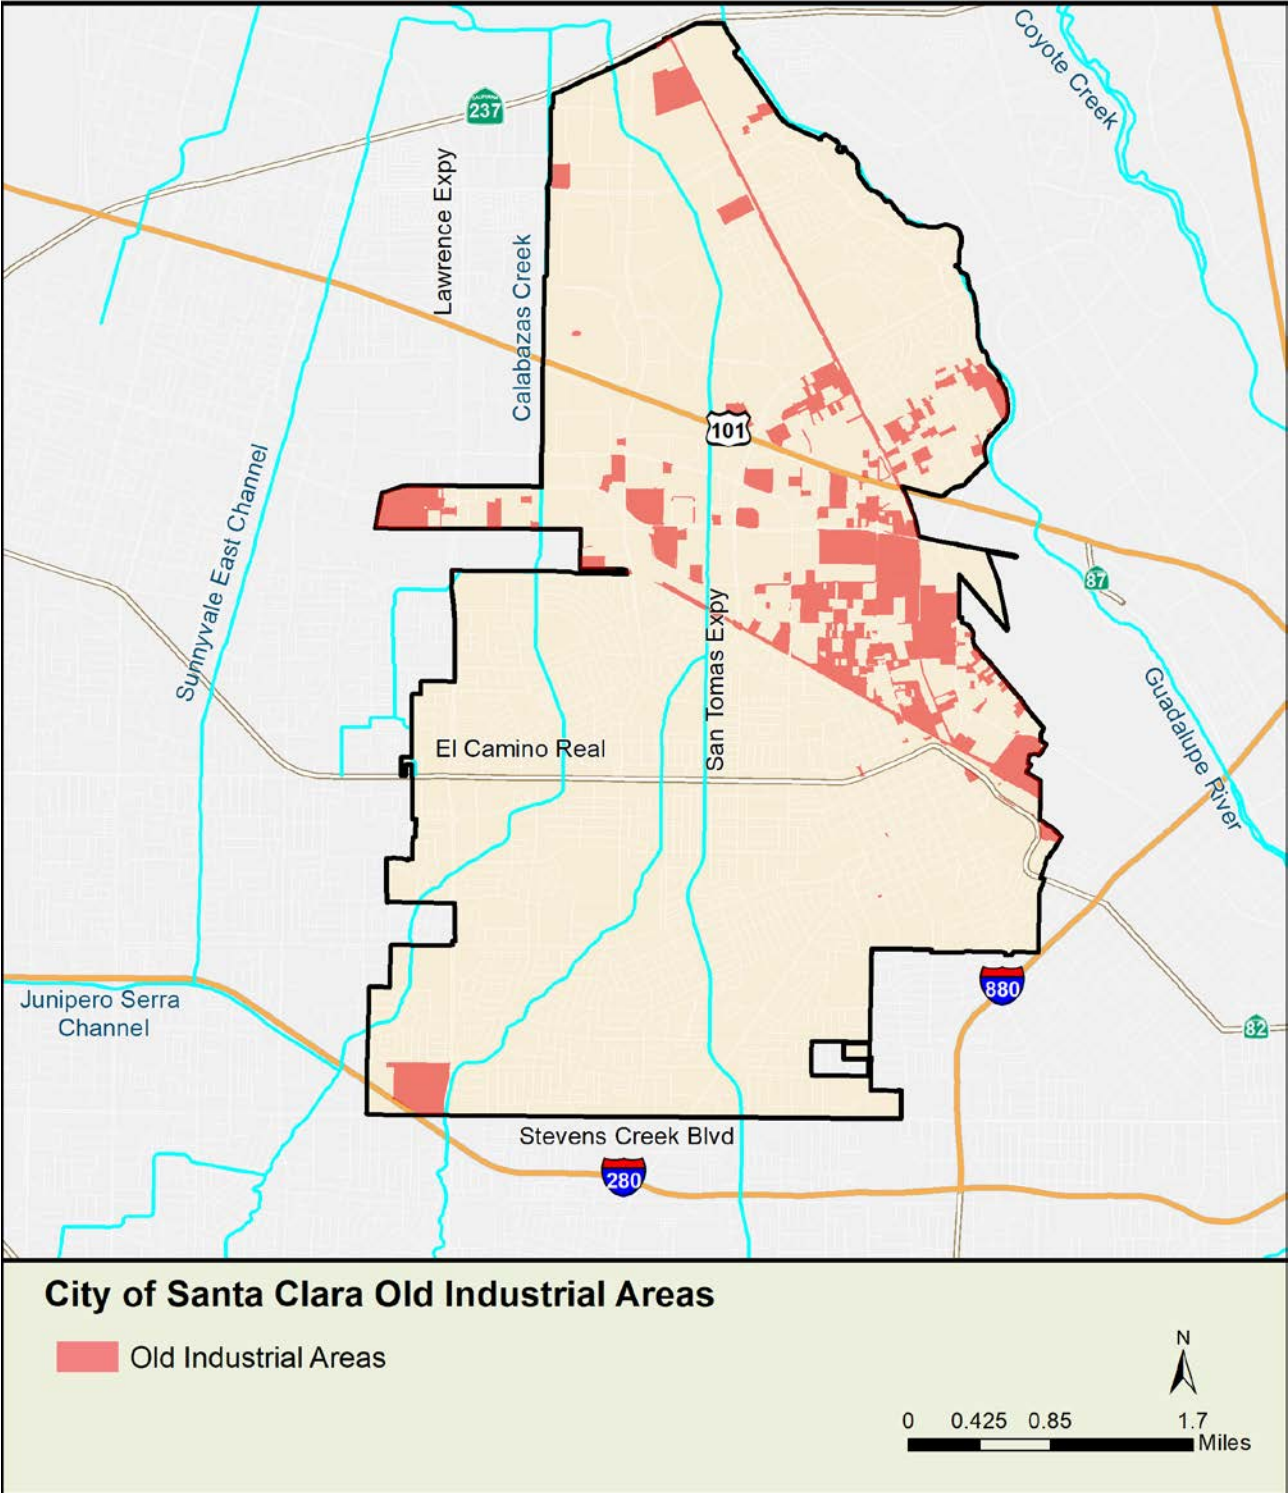 Coyote Creek
CALIFORNIA
237
Lawrence Expy
Calabazas Creek
101
Sunnyvale East Channel
87
San Tomas Expy
Guadalupe River
El Camino Real
880
Junipero Serra
Channel
82
Stevens Creek Blvd
280
City of Santa Clara Old Industrial Areas
Old Industrial Areas
N
0 0.425 0.85 1.7
Miles